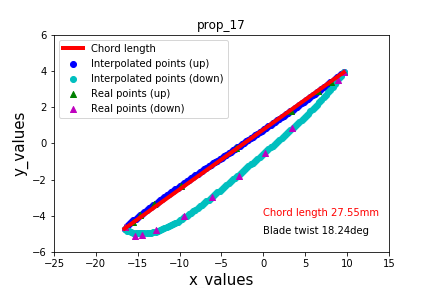 prop_17
Chord length
Interpolated points (up)
Interpolated points (down)
Real points (up)
Real points (down)
6
4
2
0
−2
−4
−6
y_values
Chord length 27.55mm
Blade twist 18.24deg
−25
−20
−15
−10
−5
0
5
10
15
x_values